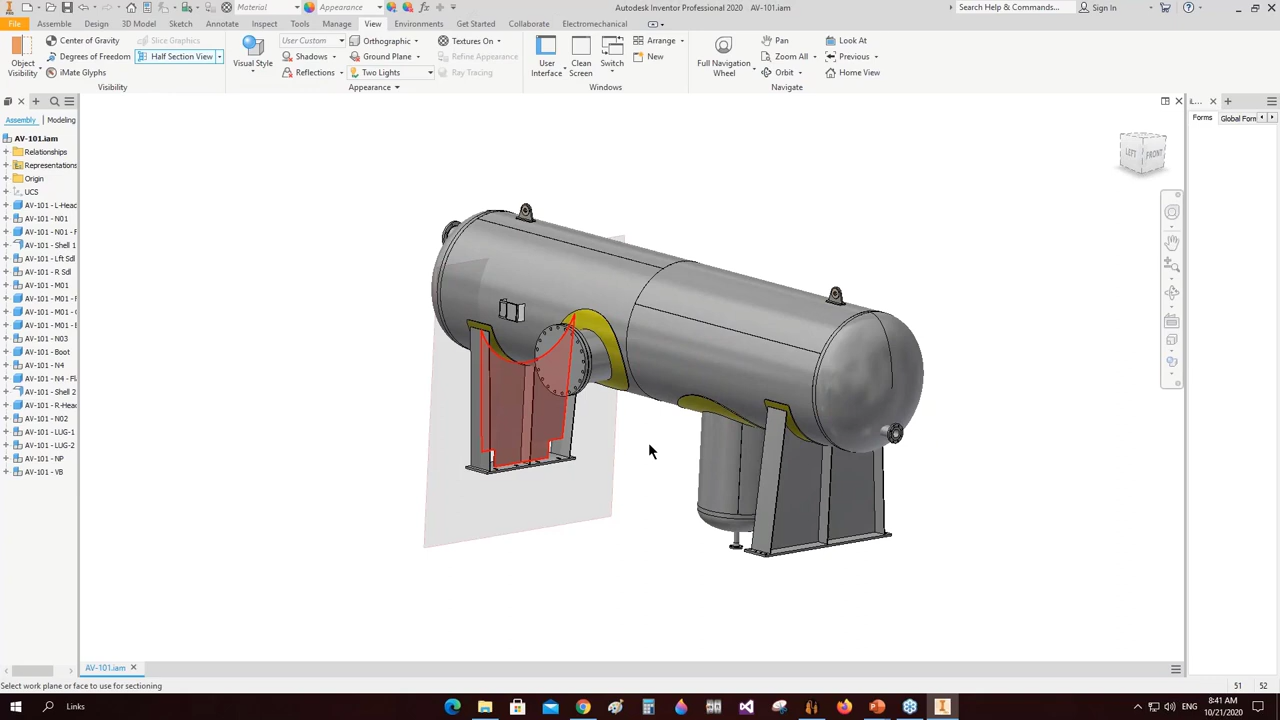 Material
Appearance
Autodesk Inventor Professional 2020 AV-101.iam
Search Help & Commands...
Sign In
File
Assemble
Design
3D Model
Sketch
Annotate
Inspect
Tools
Manage
View
Environments
Get Started
Collaborate
Electromechanical
Object
Visibility
Center of Gravity
Degrees of Freedom
iMate Glyphs
Slice Graphics
Half Section View
Visibility
Visual Style
User Custom
Shadows
Reflections
Orthographic
Ground Plane
Two Lights
Textures On
Refine Appearance
Ray Tracing
Appearance
User
Interface
Clean
Screen
Switch
Arrange
New
Windows
Full Navigation
Wheel
Pan
Zoom All
Orbit
Look At
Previous
Home View
Navigate
Assembly
Modeling
AV-101.iam
Relationships
Representations
Origin
UCS
AV-101 - L-Head
AV-101 - N01
AV-101 - N01 - F
AV-101 - Shell 1
AV-101 - Lft Sdl
AV-101 - R Sdl
AV-101 - M01
AV-101 - M01 - F
AV-101 - M01 -
AV-101 - M01 -
AV-101 - N03
AV-101 - Boot
AV-101 - N4
AV-101 - N4 - Fl
AV-101 - Shell 2
AV-101 - R-Head
AV-101 - N02
AV-101 - LUG-1
AV-101 - LUG-2
AV-101 - NP
AV-101 - VB
LEFT
FRONT
i...
Forms
Global Forr
AV-101.iam
Select work plane or face to use for sectioning
51
52
Links
8:41 AM
10/21/2020